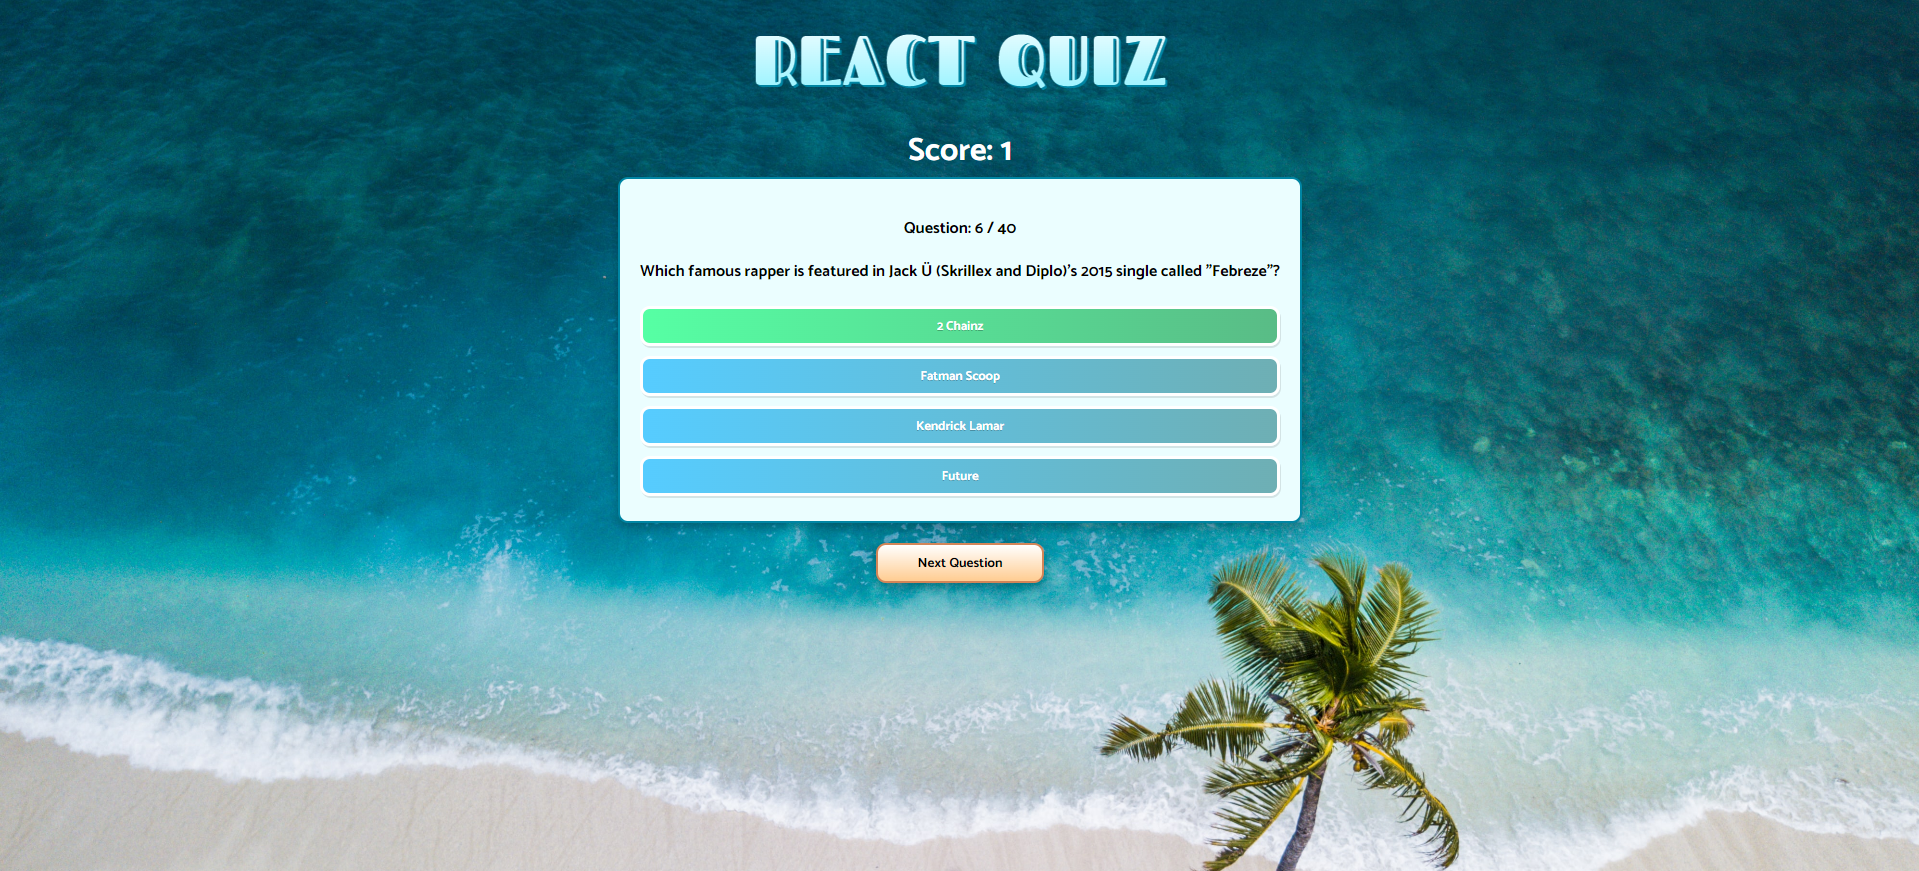 REACT QUIZ
Score: 1
Question: 6 / 40
Which famous rapper is featured in Jack Ü (Skrillex and Diplo)'s 2015 single called "Febreze"?
2 Chainz
Fatman Scoop
Kendrick Lamar
Future
Next Question